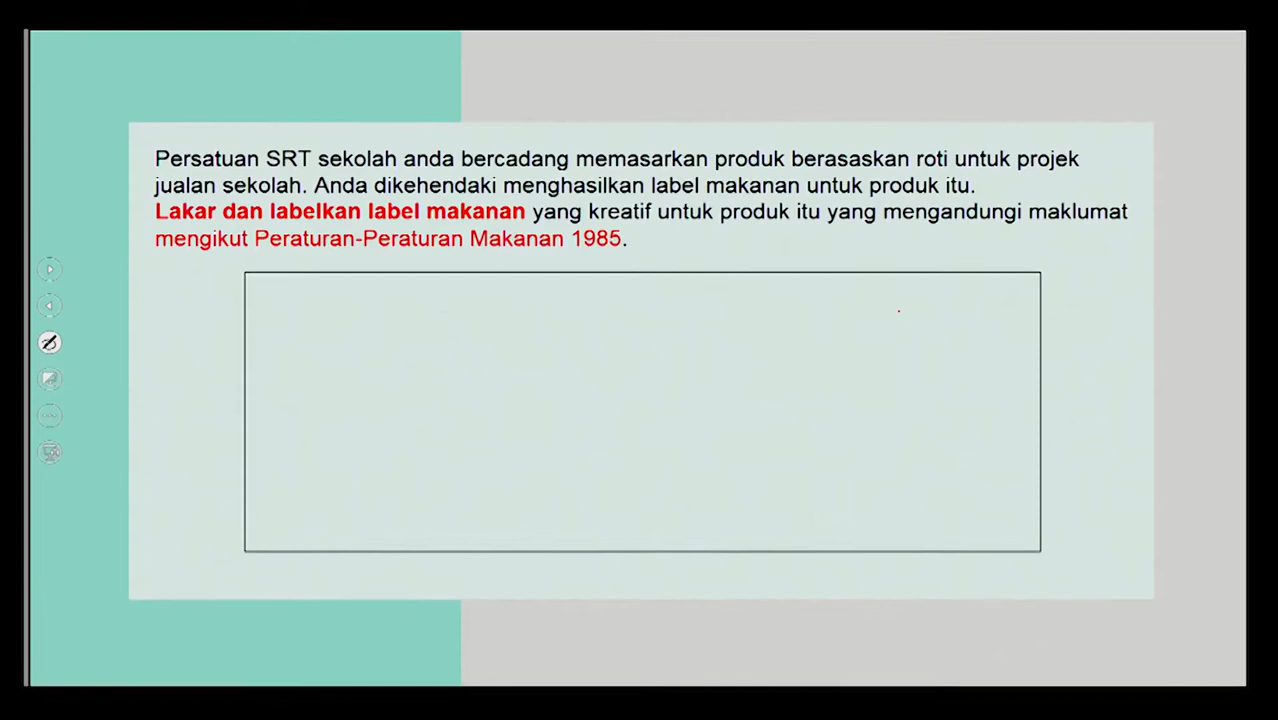 Persatuan SRT sekolah anda bercadang memasarkan produk berasaskan roti untuk projek
jualan sekolah. Anda dikehendaki menghasilkan label makanan untuk produk itu.
Lakar dan labelkan label makanan yang kreatif untuk produk itu yang mengandungi maklumat
mengikut Peraturan-Peraturan Makanan 1985.